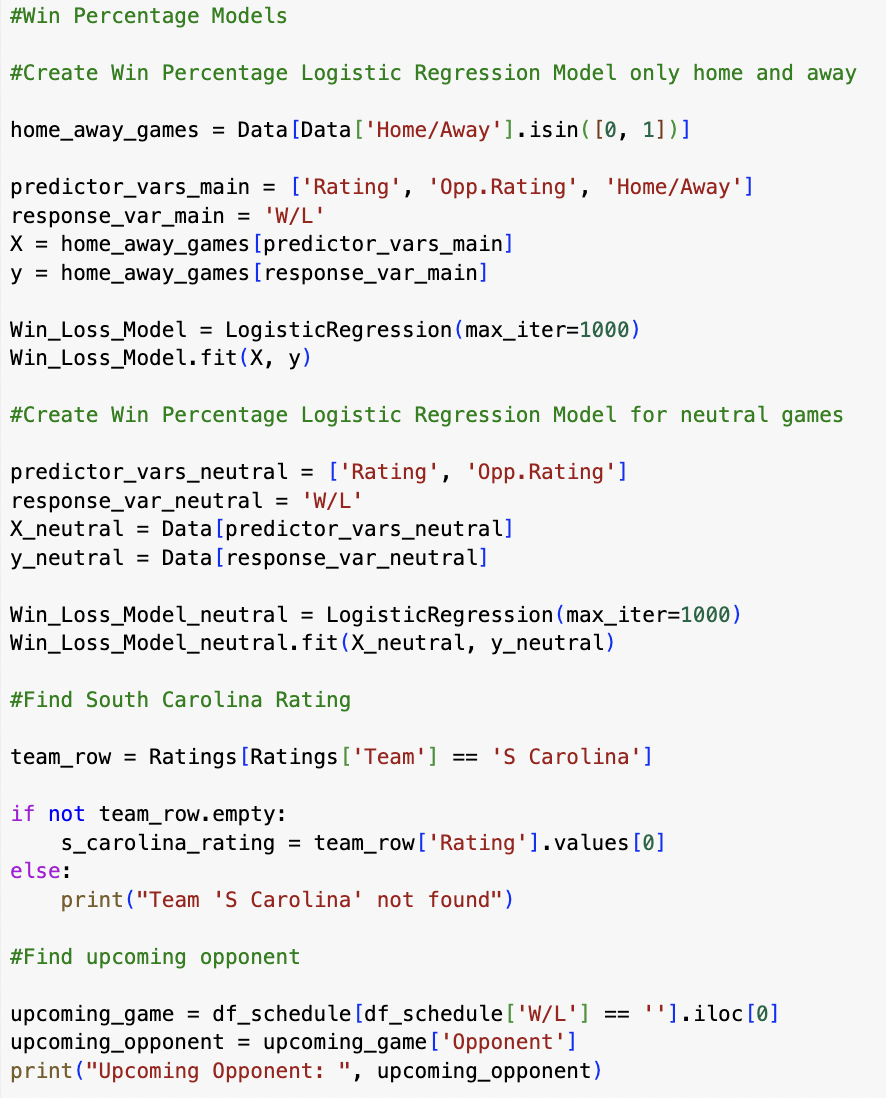 #Win Percentage Models
#Create Win Percentage Logistic Regression Model only home and away
home_away_games = Data[Data['Home/Away'].isin([0, 1])]
predictor_vars_main = ['Rating', 'Opp.Rating', 'Home/Away']
response_var_main = 'W/L'
X = home_away_games[predictor_vars_main]
y = home_away_games[response_var_main]
Win_Loss_Model = LogisticRegression(max_iter=1000)
Win_Loss_Model.fit(X, y)
#Create Win Percentage Logistic Regression Model for neutral games
predictor_vars_neutral = ['Rating', 'Opp.Rating']
response_var_neutral = 'W/L'
X_neutral = Data[predictor_vars_neutral]
y_neutral = Data[response_var_neutral]
Win_Loss_Model_neutral = LogisticRegression(max_iter=1000)
Win_Loss_Model_neutral.fit(X_neutral, y_neutral)
#Find South Carolina Rating
team_row = Ratings[Ratings['Team'] == 'S Carolina']
if not team_row.empty:
    s_carolina_rating = team_row['Rating'].values[0]
else:
    print("Team 'S Carolina' not found")
#Find upcoming opponent
upcoming_game = df_schedule[df_schedule['W/L'] == ''].iloc[0]
upcoming_opponent = upcoming_game['Opponent']
print("Upcoming Opponent: ", upcoming_opponent)